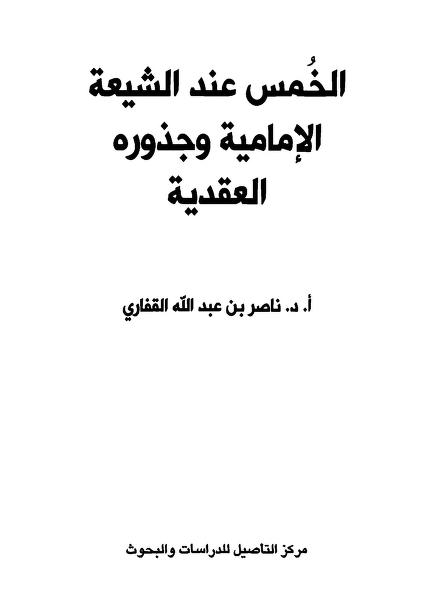 الخُمس عند الشيعة
الإمامية وجذوره
العقدية
أ. د. ناصر بن عبد الله القفاري
مركز التأصيل للدراسات والبحوث